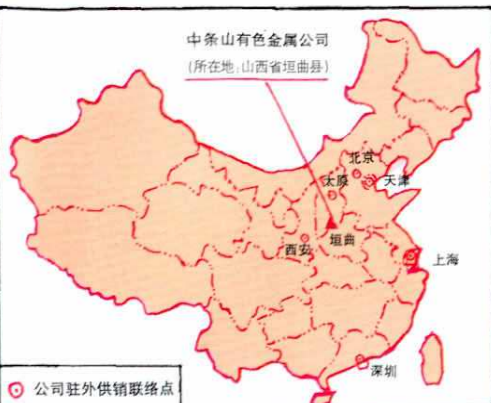 中条山有色金属公司
(所在地:山西省垣曲县)
北京
太原
天津
西安
垣曲
上海
深圳
公司驻外供销联络点